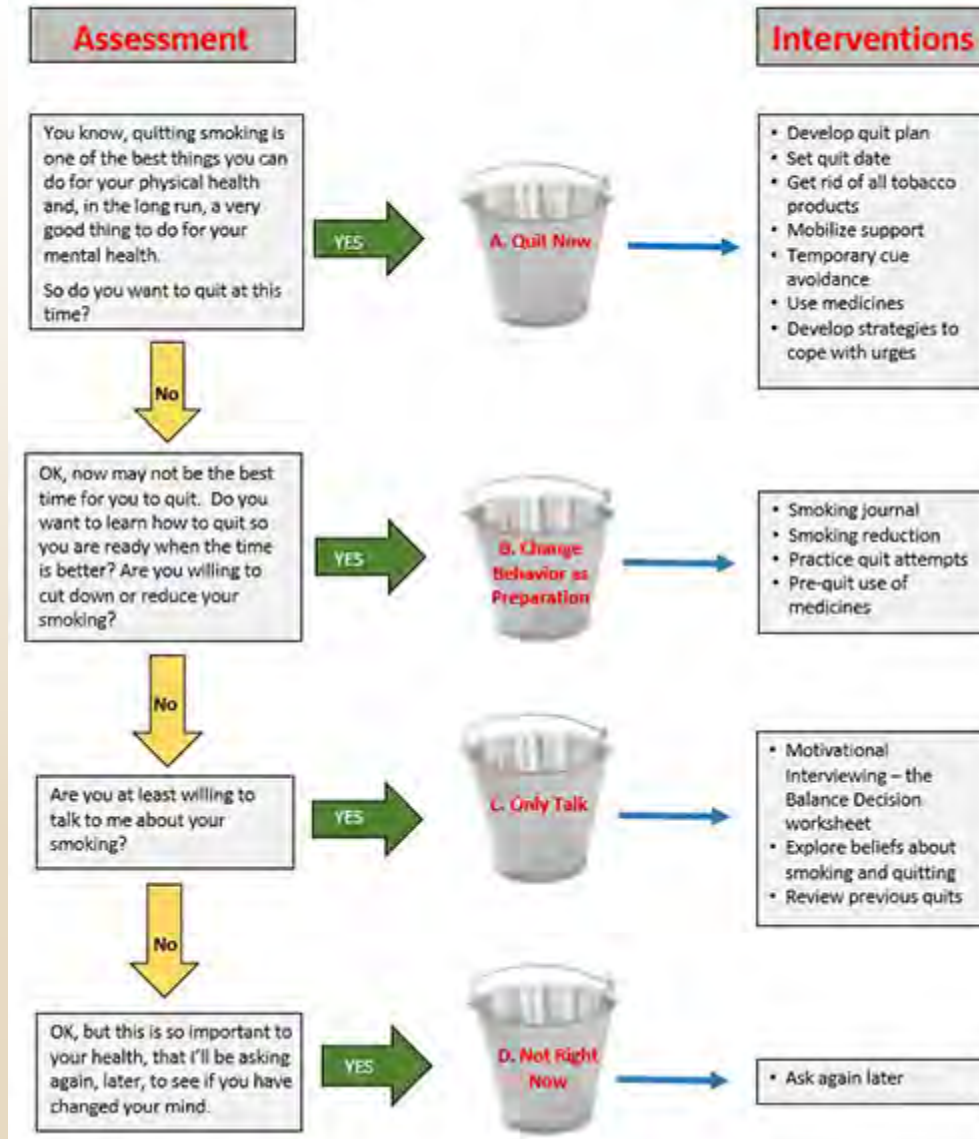 Assessment
Interventions
You know, quitting smoking is
one of the best things you can
do for your physical health
and, in the long run, a very
good thing to do for your
mental health.
So do you want to quit at this
time?
YES
A. Quit Now
• Develop quit plan
• Set quit date
• Get rid of all tobacco
products
• Mobilize support
• Temporary cue
avoidance
• Use medicines
• Develop strategies to
cope with urges
No
OK, now may not be the best
time for you to quit. Do you
want to learn how to quit so
you are ready when the time
is better? Are you willing to
cut down or reduce your
smoking?
YES
B. Change
Behavior as
Preparation
• Smoking journal
• Smoking reduction
• Practice quit attempts
• Pre-quit use of
medicines
No
Are you at least willing to
talk to me about your
smoking?
YES
C. Only Talk
• Motivational
Interviewing – the
Balance Decision
worksheet
• Explore beliefs about
smoking and quitting
• Review previous quits
No
OK, but this is so important to
your health, that I'll be asking
again, later, to see if you have
changed your mind.
YES
D. Not Right
Now
• Ask again later